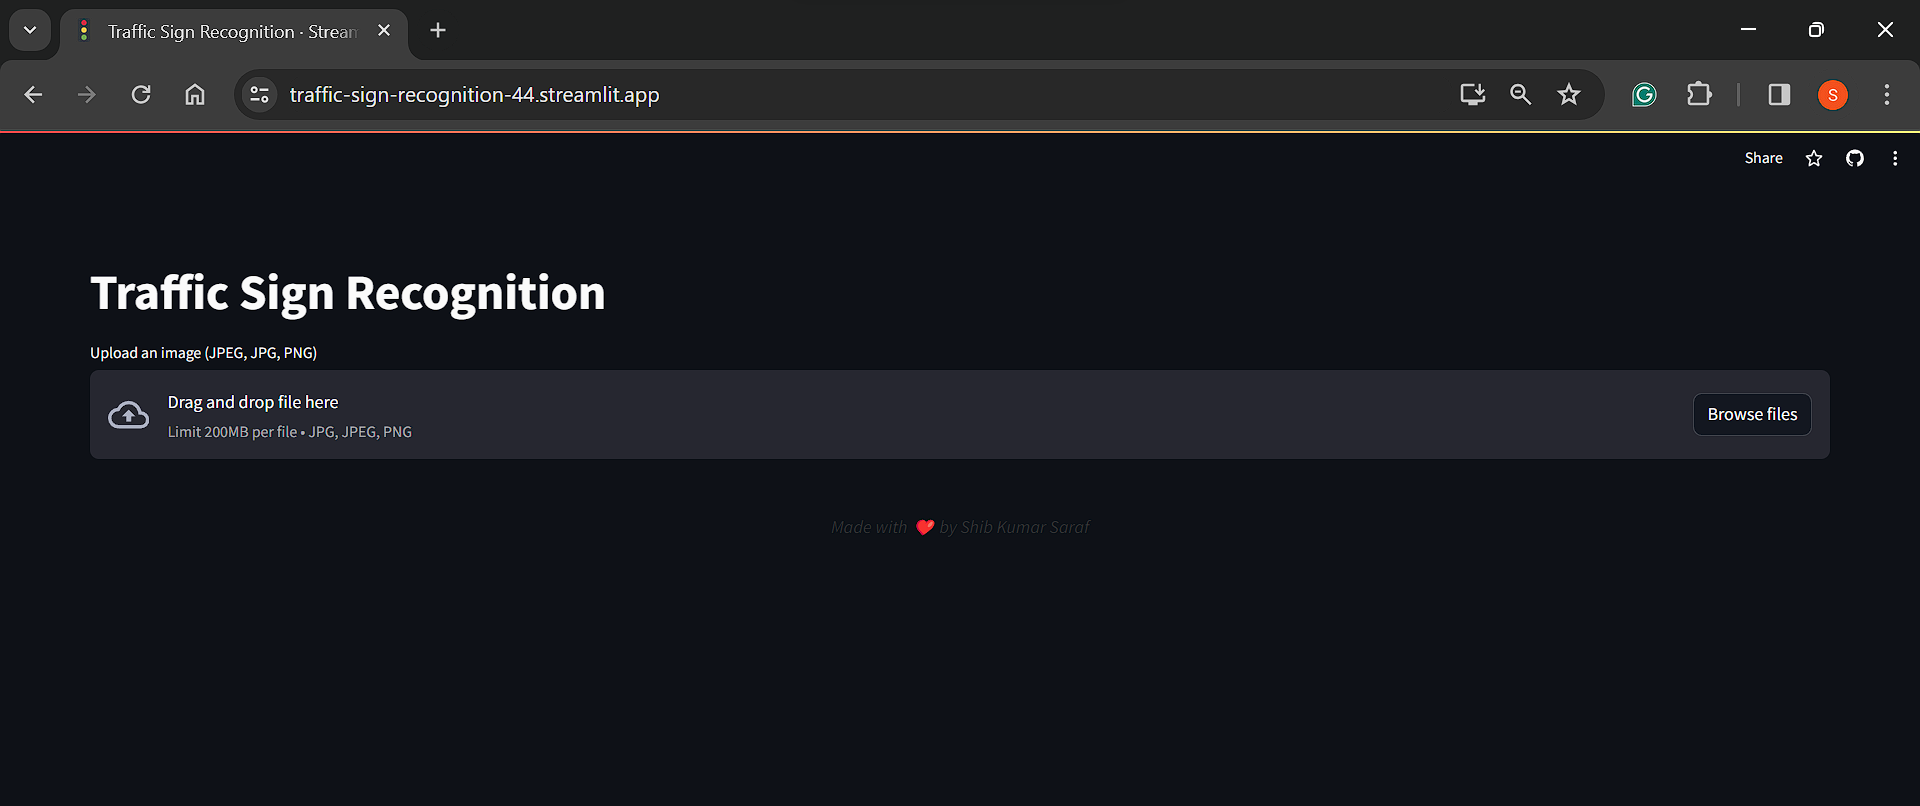 Traffic Sign Recognition · Stream
traffic-sign-recognition-44.streamlit.app
S
Share
Traffic Sign Recognition
Upload an image (JPEG, JPG, PNG)
Drag and drop file here
Limit 200MB per file • JPG, JPEG, PNG
Browse files
Made with ❤️ by Shib Kumar Saraf